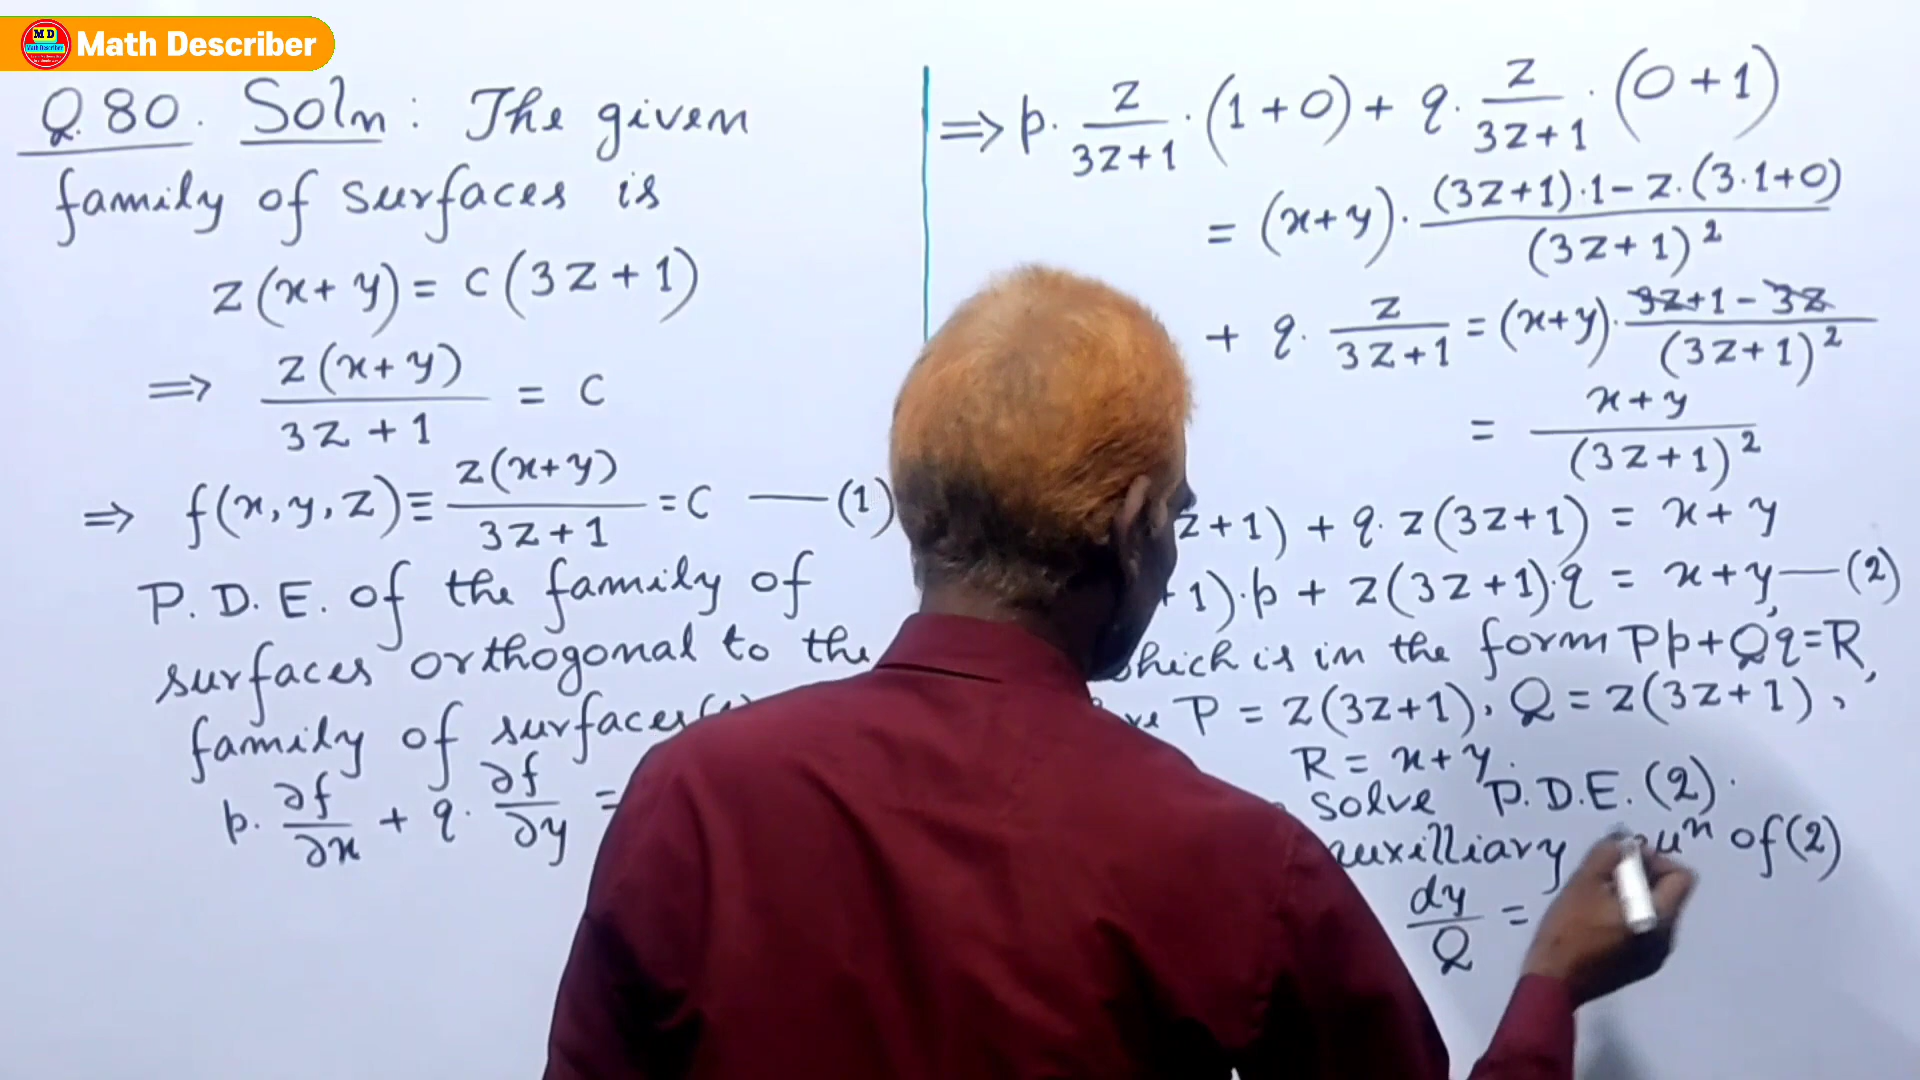 MD
Math Describer
Math Describer
Q.80. Soln: The given
family of surfaces is
z(x+y) = c(3z+1)
⇒ z(x+y)/(3z+1) = c
⇒ f(x,y,z) ≡ z(x+y)/(3z+1) = c —(1)
P.D.E. of the family of
surfaces orthogonal to the
family of surfaces
p.∂f/∂x + q.∂f/∂y =
⇒ p. z/(3z+1) .(1+0) + q. z/(3z+1) .(0+1)
= (x+y). ((3z+1).1 - z.(3.1+0))/(3z+1)²
+ q. z/(3z+1) = (x+y). (3z+1-3z)/(3z+1)²
= (x+y)/(3z+1)²
z+1) + q.z(3z+1) = x+y
+1).p + z(3z+1).q = x+y —(2)
which is in the form Pp+Qq=R,
P = z(3z+1), Q = z(3z+1),
R = x+y.
solve P.D.E.(2).
auxilliary of (2)
dy/Q =